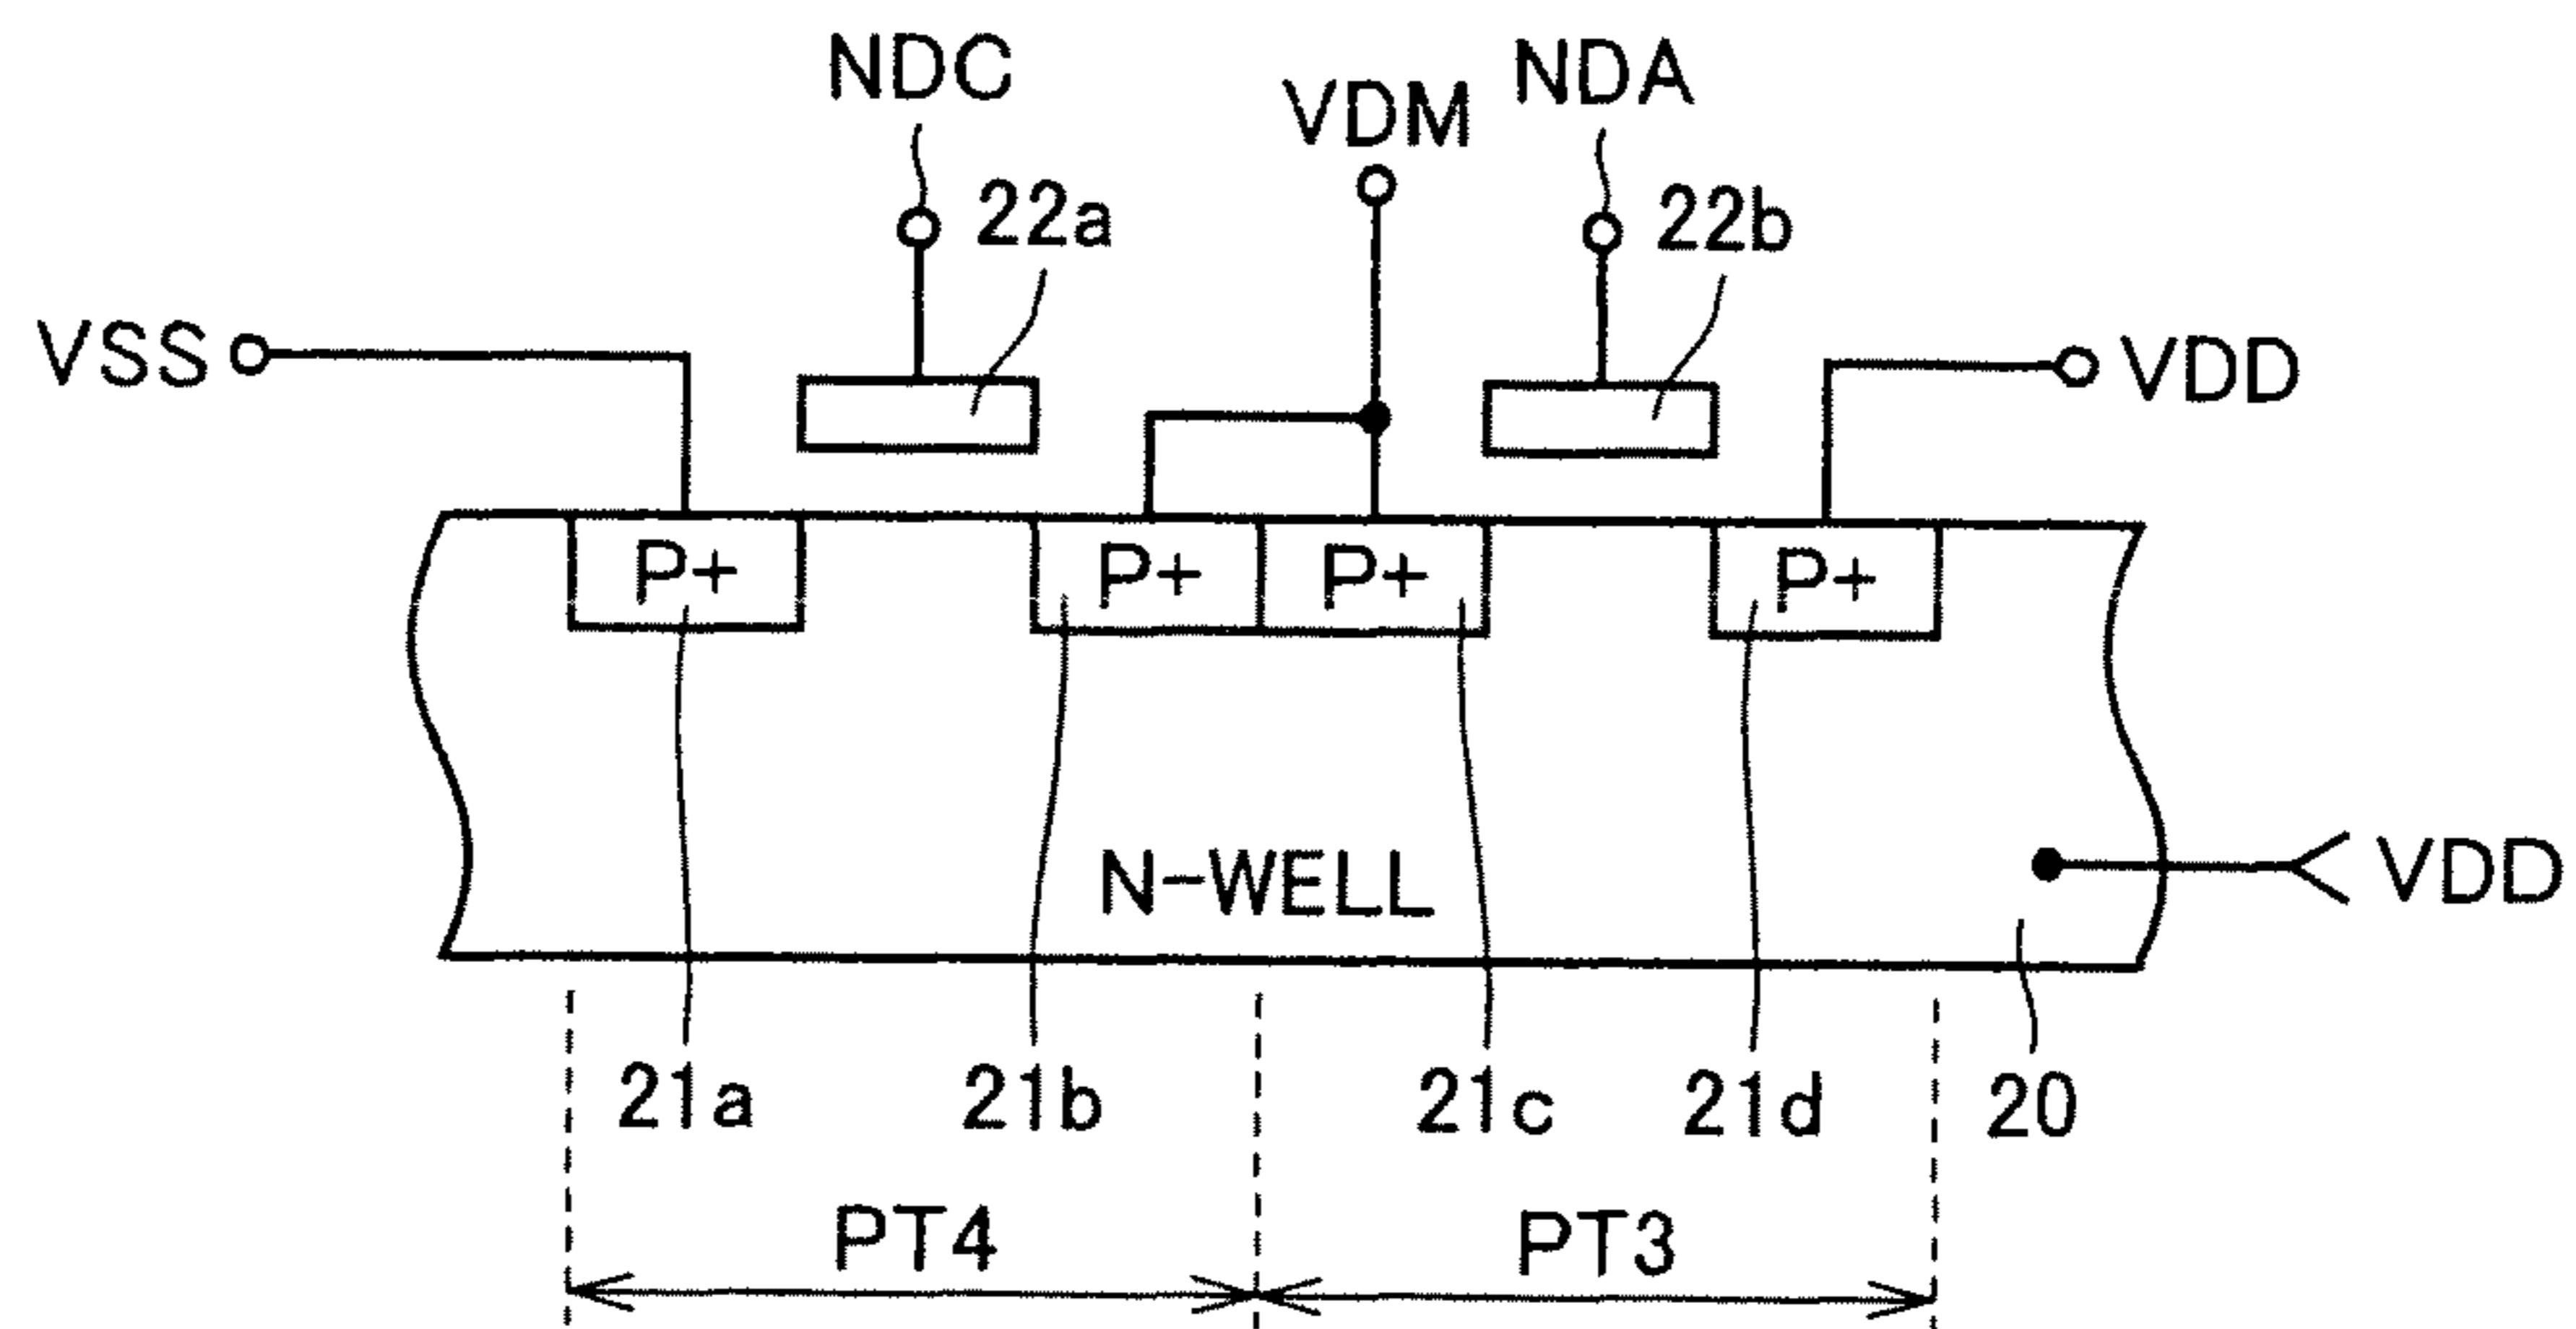 NDC
VDM
NDA
22a
22b
VSS
VDD
P+
P+
P+
P+
N-WELL
VDD
21a
21b
21c
21d
20
PT4
PT3